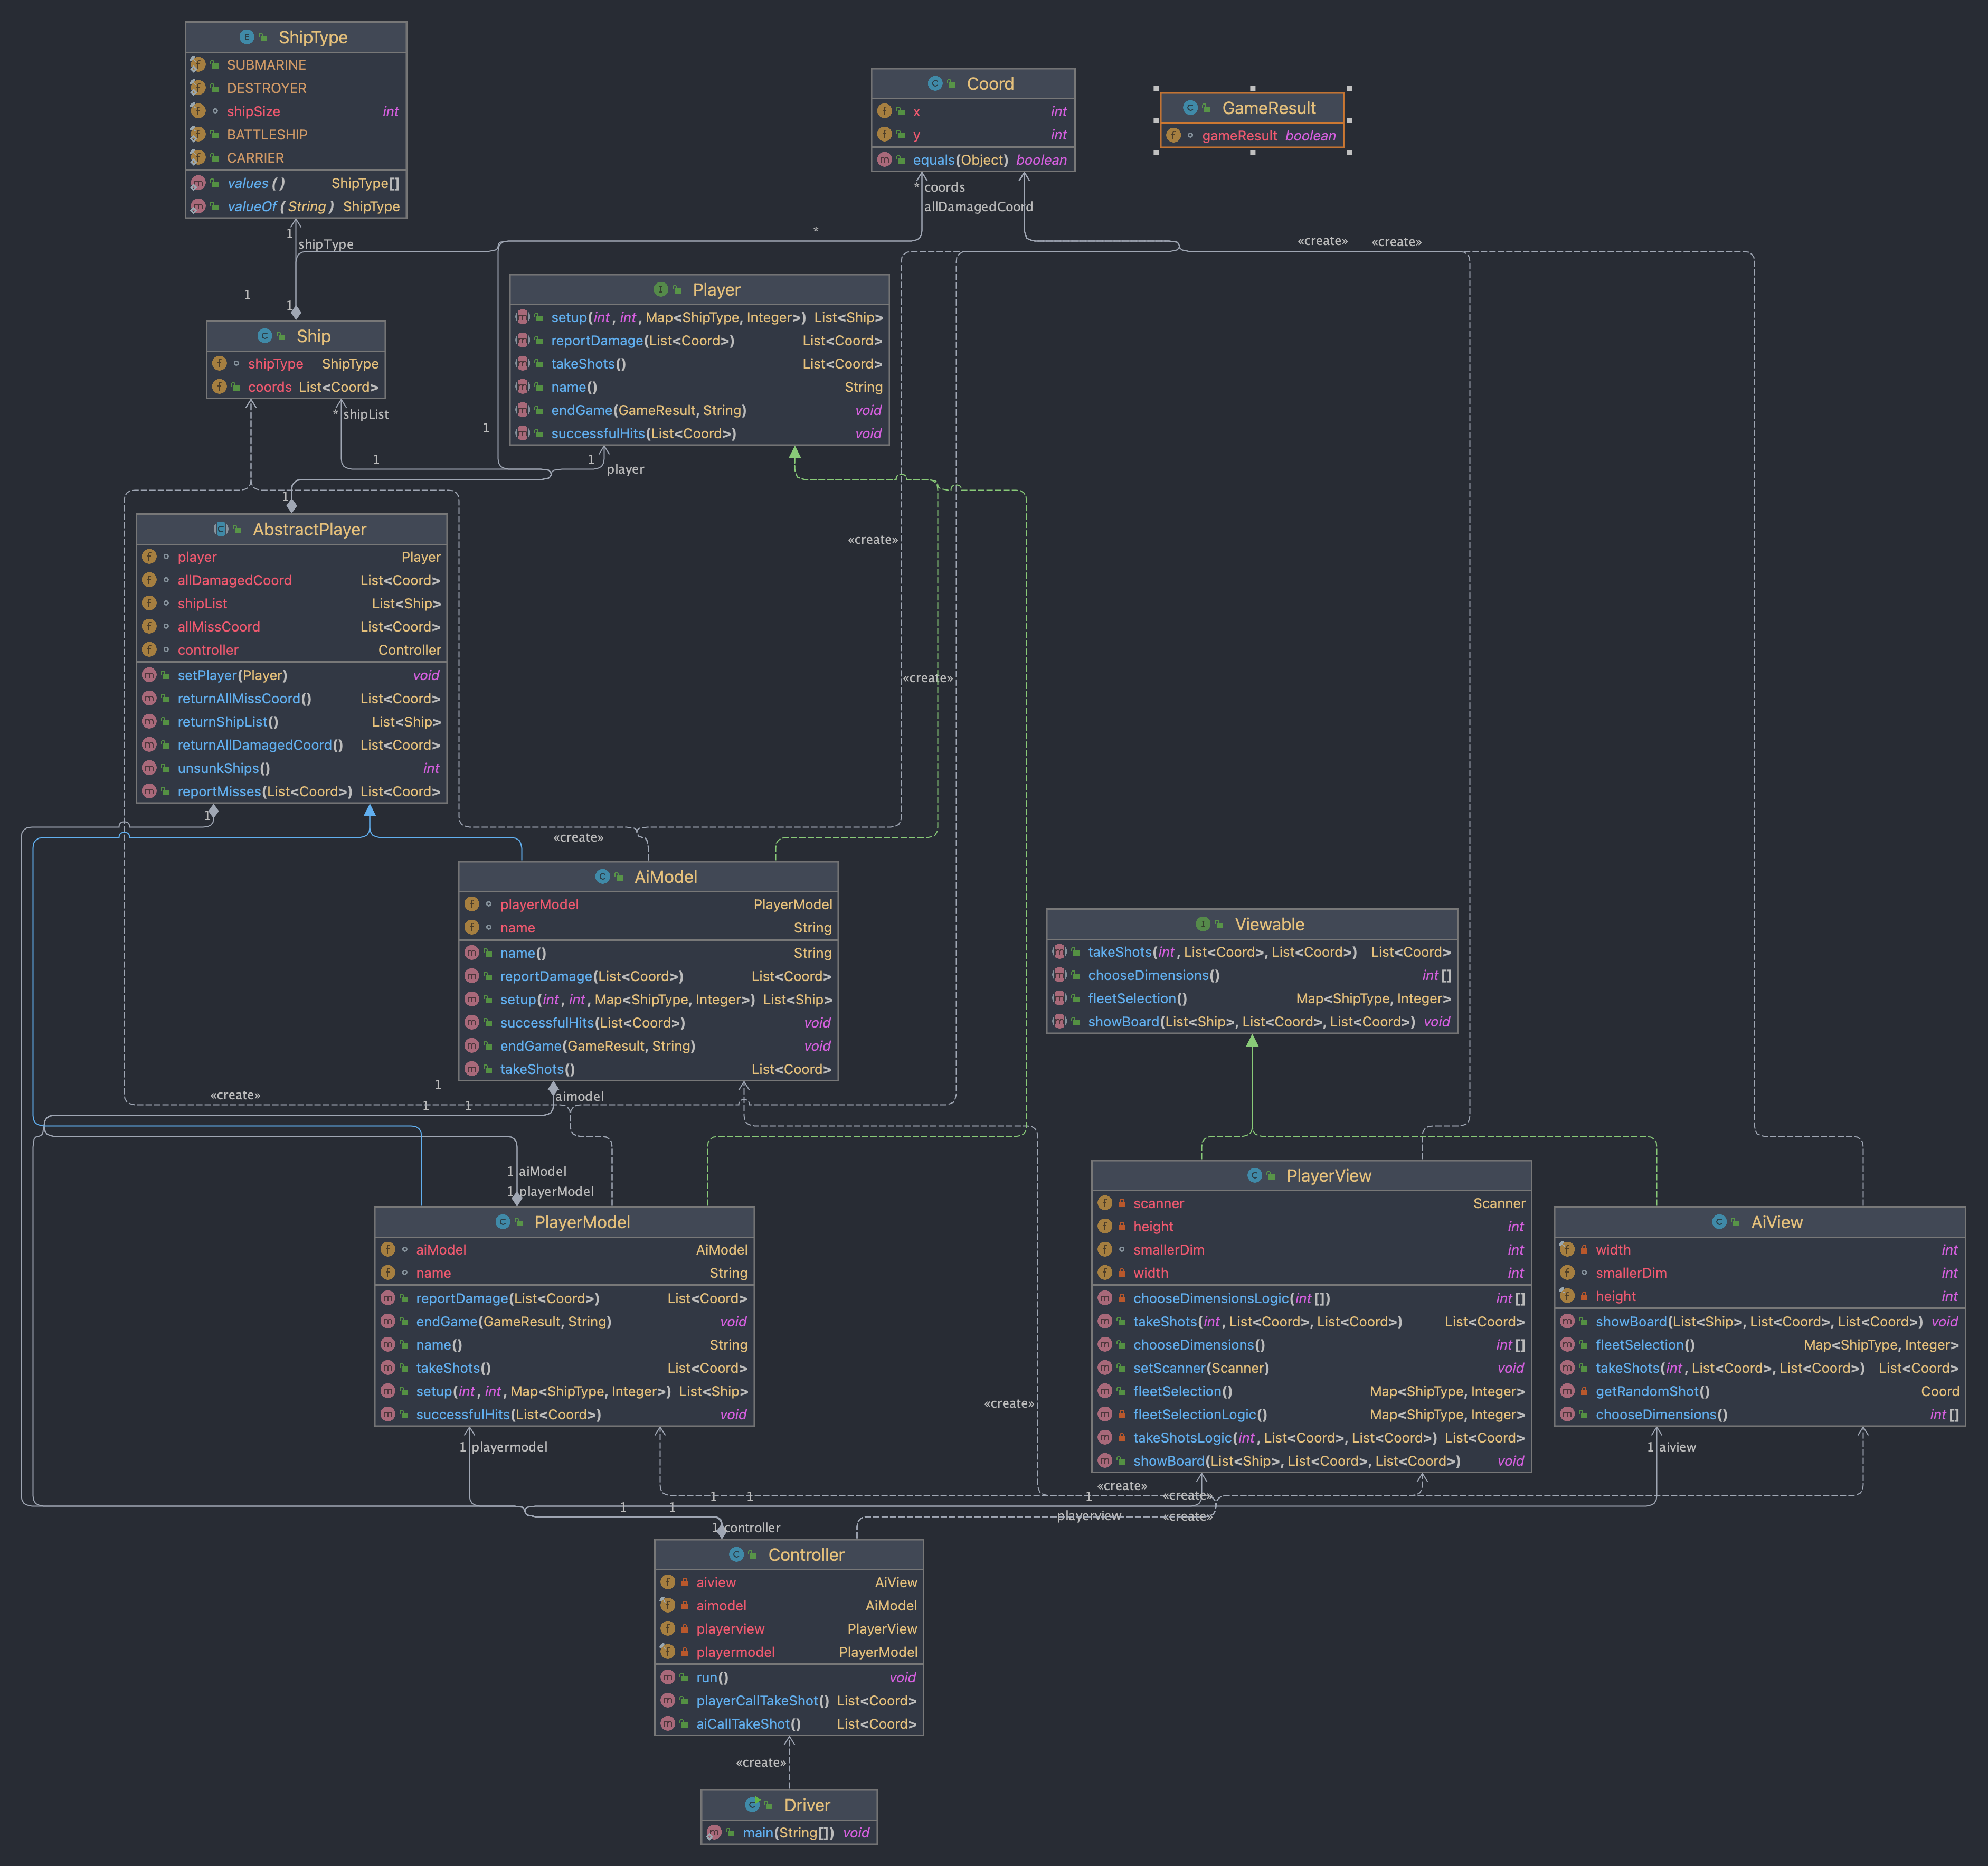 ShipType
SUBMARINE
DESTROYER
shipSize int
BATTLESHIP
CARRIER
values() ShipType[]
valueOf(String) ShipType
Coord
x int
y int
equals(Object) boolean
GameResult
gameResult boolean
* coords
allDamagedCoord
1
shipType
*
«create» «create»
1
1
Player
setup(int, int, Map<ShipType, Integer>) List<Ship>
reportDamage(List<Coord>) List<Coord>
takeShots() List<Coord>
name() String
endGame(GameResult, String) void
successfulHits(List<Coord>) void
Ship
shipType ShipType
coords List<Coord>
* shipList
1
1
1
player
1
AbstractPlayer
player Player
allDamagedCoord List<Coord>
shipList List<Ship>
allMissCoord List<Coord>
controller Controller
setPlayer(Player) void
returnAllMissCoord() List<Coord>
returnShipList() List<Ship>
returnAllDamagedCoord() List<Coord>
unsunkShips() int
reportMisses(List<Coord>) List<Coord>
«create»
«create»
1
«create»
AiModel
playerModel PlayerModel
name String
name() String
reportDamage(List<Coord>) List<Coord>
setup(int, int, Map<ShipType, Integer>) List<Ship>
successfulHits(List<Coord>) void
endGame(GameResult, String) void
takeShots() List<Coord>
Viewable
takeShots(int, List<Coord>, List<Coord>) List<Coord>
chooseDimensions() int[]
fleetSelection() Map<ShipType, Integer>
showBoard(List<Ship>, List<Coord>, List<Coord>) void
1
«create»
aimodel
1 1
1 aiModel
1 playerModel
PlayerModel
aiModel AiModel
name String
reportDamage(List<Coord>) List<Coord>
endGame(GameResult, String) void
name() String
takeShots() List<Coord>
setup(int, int, Map<ShipType, Integer>) List<Ship>
successfulHits(List<Coord>) void
PlayerView
scanner Scanner
height int
smallerDim int
width int
chooseDimensionsLogic(int[]) int[]
takeShots(int, List<Coord>, List<Coord>) List<Coord>
chooseDimensions() int[]
setScanner(Scanner) void
fleetSelection() Map<ShipType, Integer>
fleetSelectionLogic() Map<ShipType, Integer>
takeShotsLogic(int, List<Coord>, List<Coord>) List<Coord>
showBoard(List<Ship>, List<Coord>, List<Coord>) void
AiView
width int
smallerDim int
height int
showBoard(List<Ship>, List<Coord>, List<Coord>) void
fleetSelection() Map<ShipType, Integer>
takeShots(int, List<Coord>, List<Coord>) List<Coord>
getRandomShot() Coord
chooseDimensions() int[]
«create»
1 playermodel
1 aiview
«create»
1 1 1 «create»
1 1
playerview «create»
1 controller
Controller
aiview AiView
aimodel AiModel
playerview PlayerView
playermodel PlayerModel
run() void
playerCallTakeShot() List<Coord>
aiCallTakeShot() List<Coord>
«create»
Driver
main(String[]) void